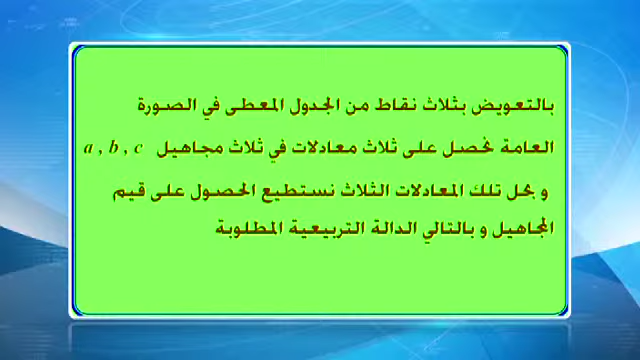 بالتعويض بثلاث نقاط من الجدول المعطى في الصورة
العامة نحصل على ثلاث معادلات في ثلاث مجاهيل a , b , c
و بحل تلك المعادلات الثلاث نستطيع الحصول على قيم
المجاهيل و بالتالي الدالة التربيعية المطلوبة